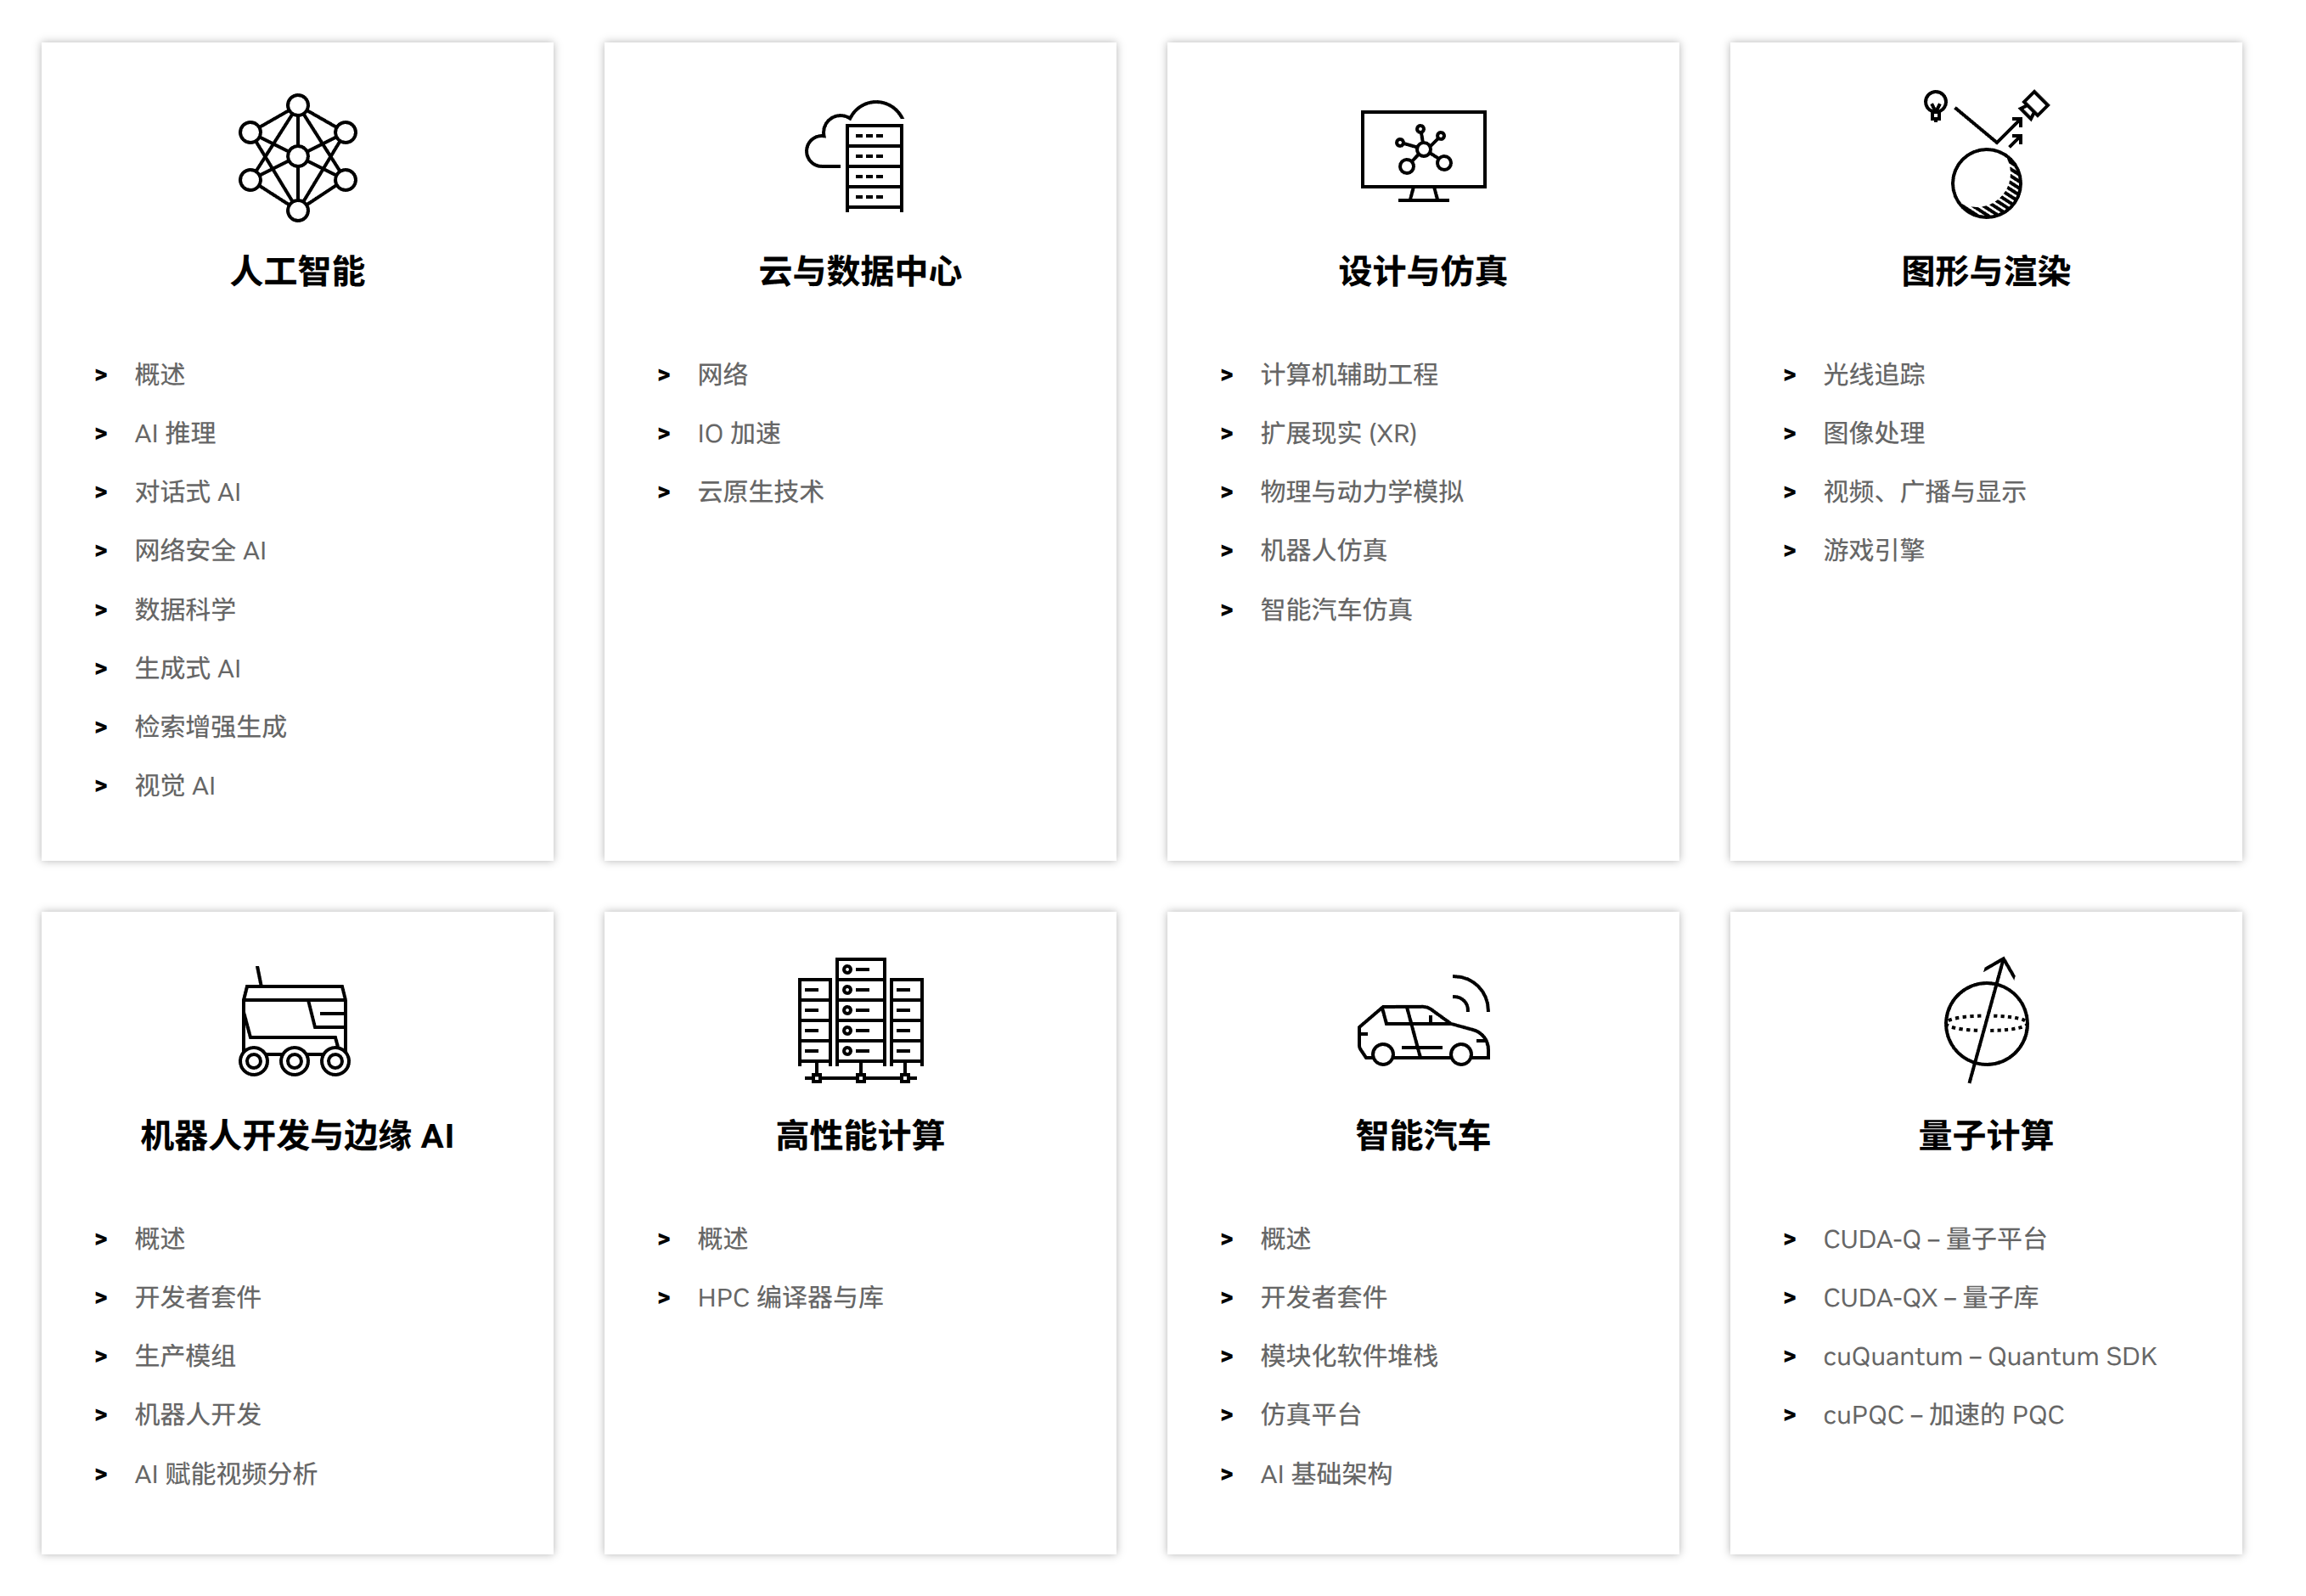 人工智能
> 概述
> AI 推理
> 对话式 AI
> 网络安全 AI
> 数据科学
> 生成式 AI
> 检索增强生成
> 视觉 AI
云与数据中心
> 网络
> IO 加速
> 云原生技术
设计与仿真
> 计算机辅助工程
> 扩展现实 (XR)
> 物理与动力学模拟
> 机器人仿真
> 智能汽车仿真
图形与渲染
> 光线追踪
> 图像处理
> 视频、广播与显示
> 游戏引擎
机器人开发与边缘 AI
> 概述
> 开发者套件
> 生产模组
> 机器人开发
> AI 赋能视频分析
高性能计算
> 概述
> HPC 编译器与库
智能汽车
> 概述
> 开发者套件
> 模块化软件堆栈
> 仿真平台
> AI 基础架构
量子计算
> CUDA-Q – 量子平台
> CUDA-QX – 量子库
> cuQuantum – Quantum SDK
> cuPQC – 加速的 PQC